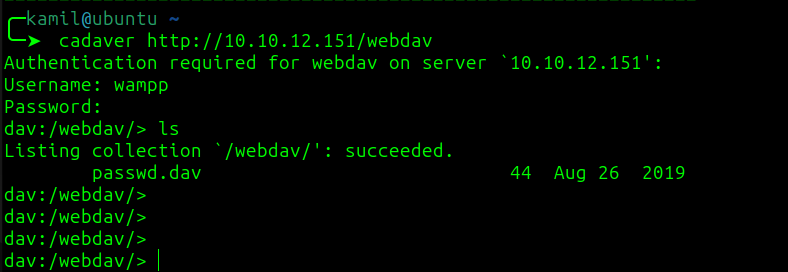 kamil@ubuntu ~
➤ cadaver http://10.10.12.151/webdav
Authentication required for webdav on server `10.10.12.151':
Username: wampp
Password:
dav:/webdav/> ls
Listing collection `/webdav/': succeeded.
        passwd.dav                            44  Aug 26  2019
dav:/webdav/>
dav:/webdav/>
dav:/webdav/>
dav:/webdav/>